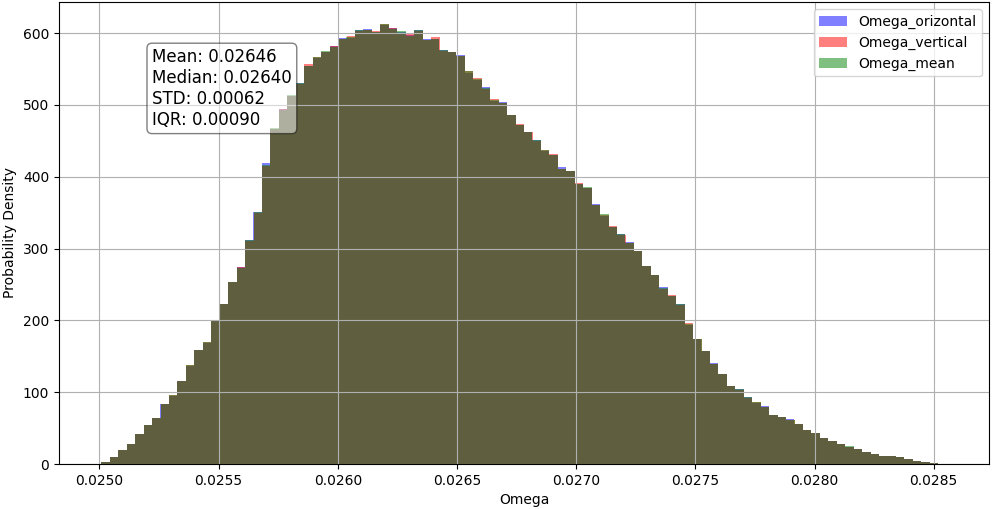 Omega_orizontal
Omega_vertical
Omega_mean
Mean: 0.02646
Median: 0.02640
STD: 0.00062
IQR: 0.00090
Probability Density
600
500
400
300
200
100
0
0.0250 0.0255 0.0260 0.0265 0.0270 0.0275 0.0280 0.0285
Omega